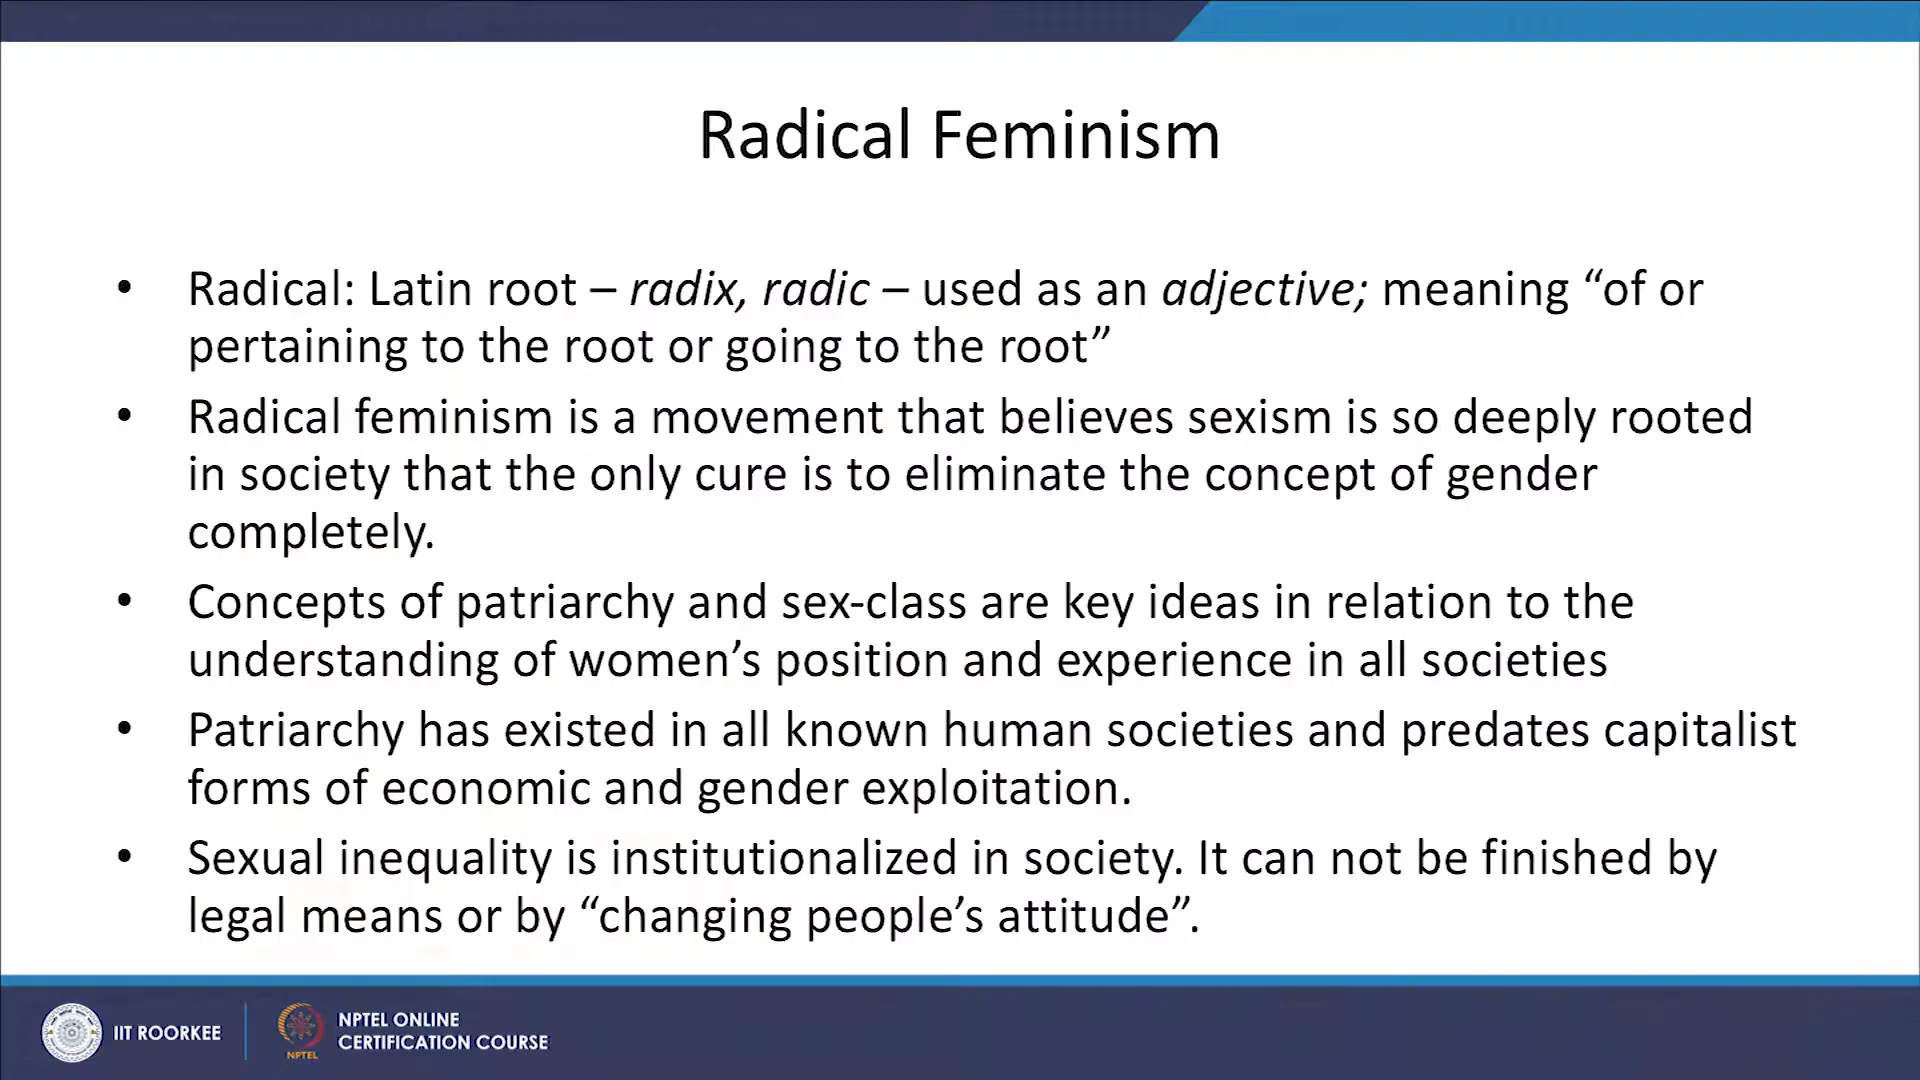 Radical Feminism
• Radical: Latin root – radix, radic – used as an adjective; meaning “of or
pertaining to the root or going to the root”
• Radical feminism is a movement that believes sexism is so deeply rooted
in society that the only cure is to eliminate the concept of gender
completely.
• Concepts of patriarchy and sex-class are key ideas in relation to the
understanding of women’s position and experience in all societies
• Patriarchy has existed in all known human societies and predates capitalist
forms of economic and gender exploitation.
• Sexual inequality is institutionalized in society. It can not be finished by
legal means or by “changing people’s attitude”.
IIT ROORKEE
NPTEL
NPTEL ONLINE
CERTIFICATION COURSE